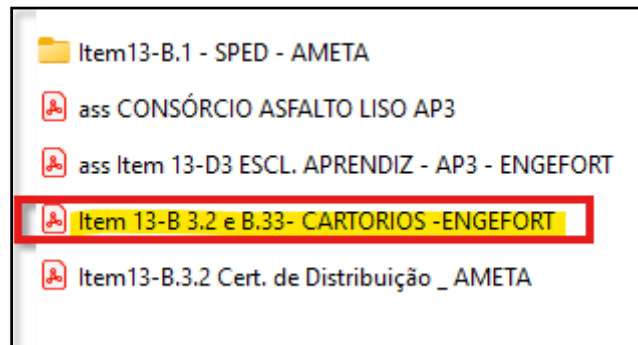 Item13-B.1 - SPED - AMETA
ass CONSÓRCIO ASFALTO LISO AP3
ass Item 13-D3 ESCL. APRENDIZ - AP3 - ENGEFORT
Item 13-B 3.2 e B.33- CARTORIOS -ENGEFORT
Item13-B.3.2 Cert. de Distribuição _ AMETA